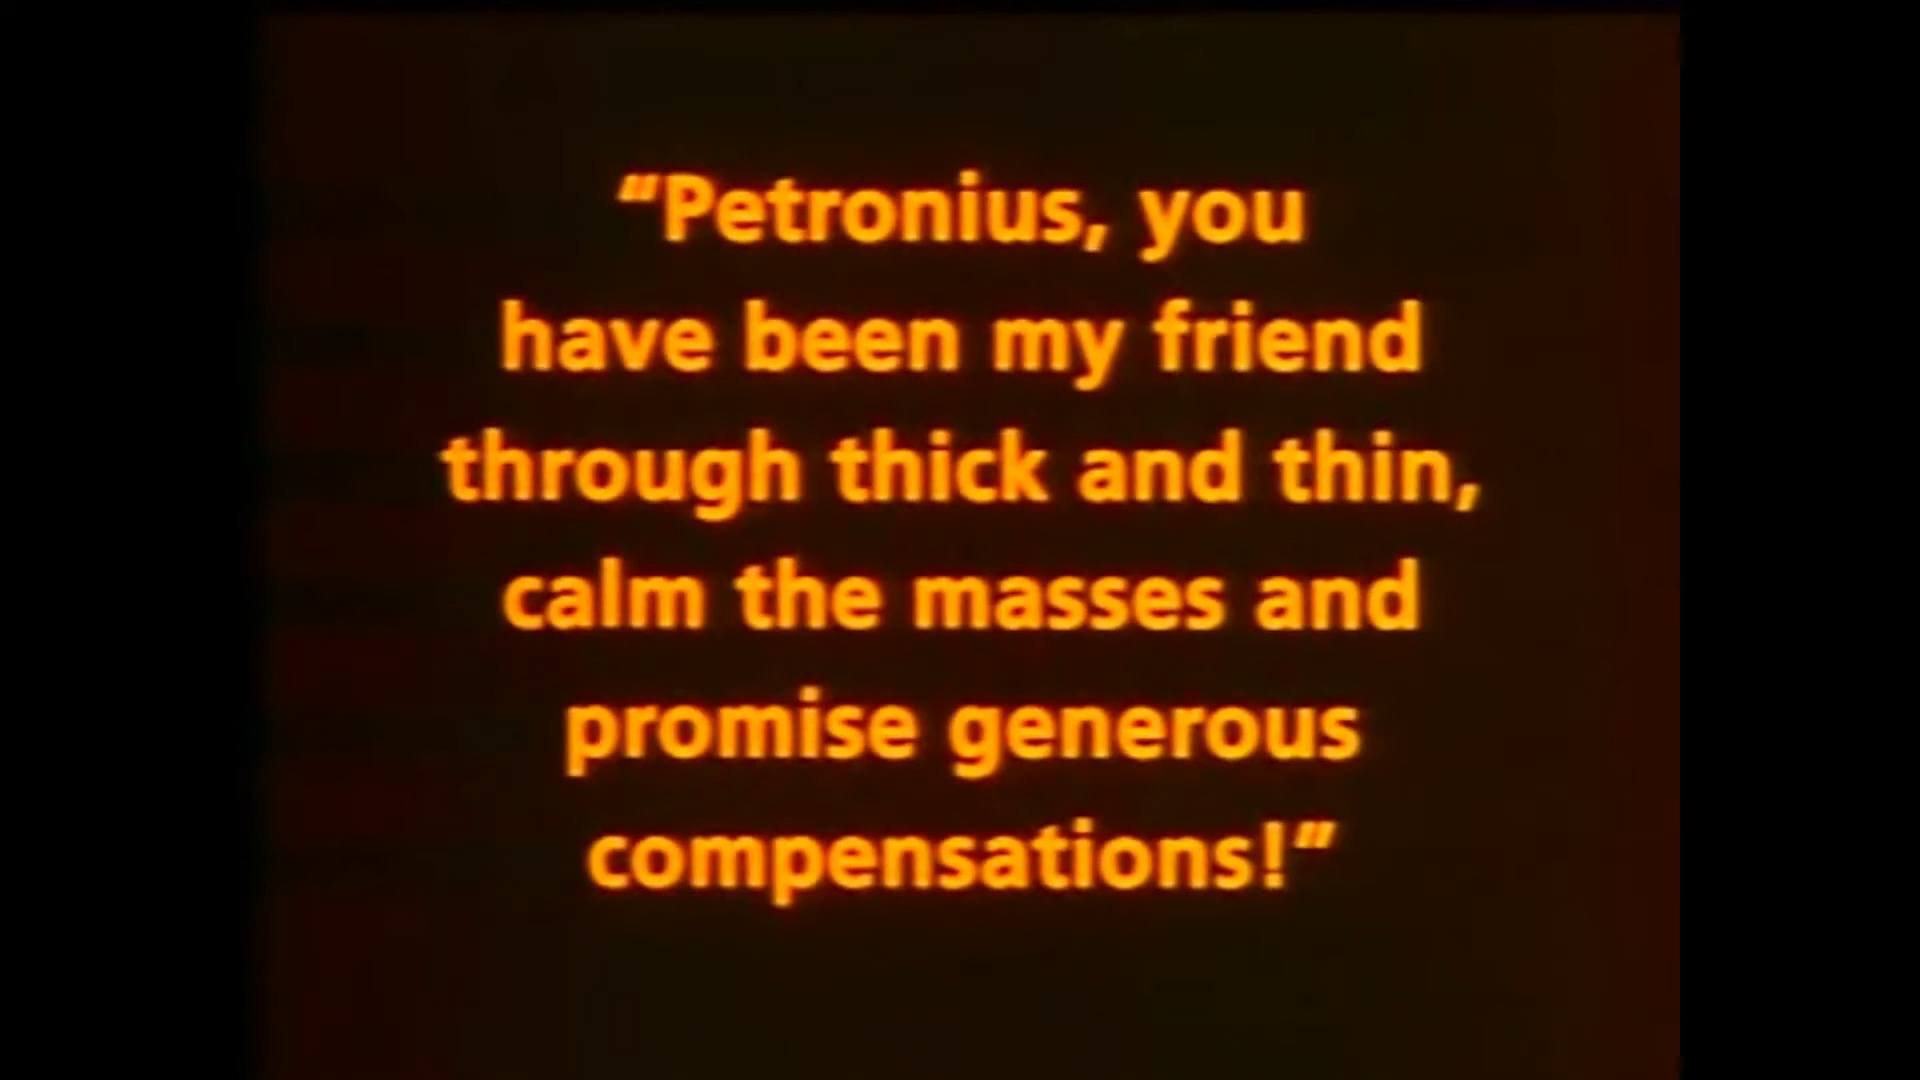 “Petronius, you
have been my friend
through thick and thin,
calm the masses and
promise generous
compensations!”